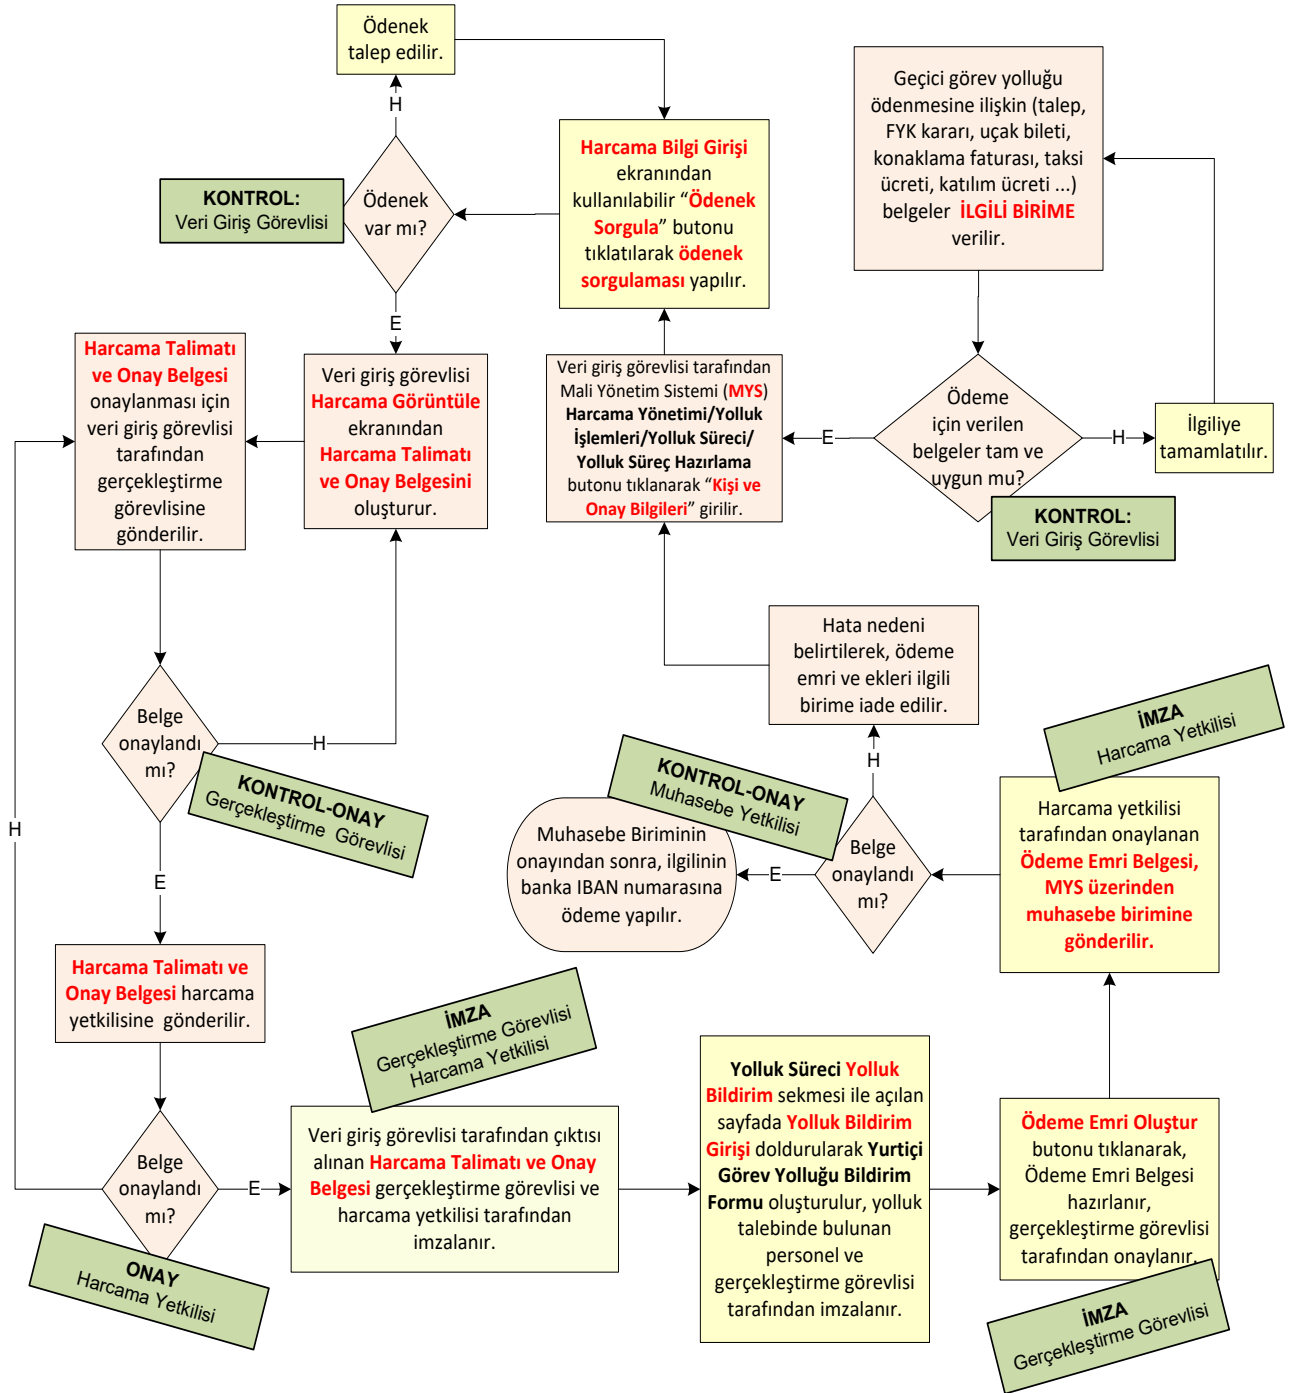 Ödenek
talep edilir.
H
Ödenek
var mı?
KONTROL:
Veri Giriş Görevlisi
E
Harcama Bilgi Girişi
ekranından
kullanılabilir “Ödenek
Sorgula” butonu
tıklatılarak ödenek
sorgulaması yapılır.
Geçici görev yolluğu
ödenmesine ilişkin (talep,
FYK kararı, uçak bileti,
konaklama faturası, taksi
ücreti, katılım ücreti ...)
belgeler İLGİLİ BİRİME
verilir.
Ödeme
için verilen
belgeler tam ve
uygun mu?
H
İlgiliye
tamamlatılır.
KONTROL:
Veri Giriş Görevlisi
E
Veri giriş görevlisi tarafından
Mali Yönetim Sistemi (MYS)
Harcama Yönetimi/Yolluk
İşlemleri/Yolluk Süreci/
Yolluk Süreç Hazırlama
butonu tıklanarak “Kişi ve
Onay Bilgileri” girilir.
Veri giriş görevlisi
Harcama Görüntüle
ekranından
Harcama Talimatı
ve Onay Belgesini
oluşturur.
Harcama Talimatı
ve Onay Belgesi
onaylanması için
veri giriş görevlisi
tarafından
gerçekleştirme
görevlisine
gönderilir.
Belge
onaylandı
mı?
H
KONTROL-ONAY
Gerçekleştirme Görevlisi
E
H
Harcama Talimatı ve
Onay Belgesi harcama
yetkilisine gönderilir.
Belge
onaylandı
mı?
E
ONAY
Harcama Yetkilisi
İMZA
Gerçekleştirme Görevlisi
Harcama Yetkilisi
Veri giriş görevlisi tarafından çıktısı
alınan Harcama Talimatı ve Onay
Belgesi gerçekleştirme görevlisi ve
harcama yetkilisi tarafından
imzalanır.
Yolluk Süreci Yolluk
Bildirim sekmesi ile açılan
sayfada Yolluk Bildirim
Girişi doldurularak Yurtiçi
Görev Yolluğu Bildirim
Formu oluşturulur, yolluk
talebinde bulunan
personel ve
gerçekleştirme görevlisi
tarafından imzalanır.
Ödeme Emri Oluştur
butonu tıklanarak,
Ödeme Emri Belgesi
hazırlanır,
gerçekleştirme görevlisi
tarafından onaylanır.
İMZA
Gerçekleştirme Görevlisi
İMZA
Harcama Yetkilisi
Harcama yetkilisi
tarafından onaylanan
Ödeme Emri Belgesi,
MYS üzerinden
muhasebe birimine
gönderilir.
Belge
onaylandı
mı?
KONTROL-ONAY
Muhasebe Yetkilisi
H
Hata nedeni
belirtilerek, ödeme
emri ve ekleri ilgili
birime iade edilir.
E
Muhasebe Biriminin
onayından sonra, ilgilinin
banka IBAN numarasına
ödeme yapılır.